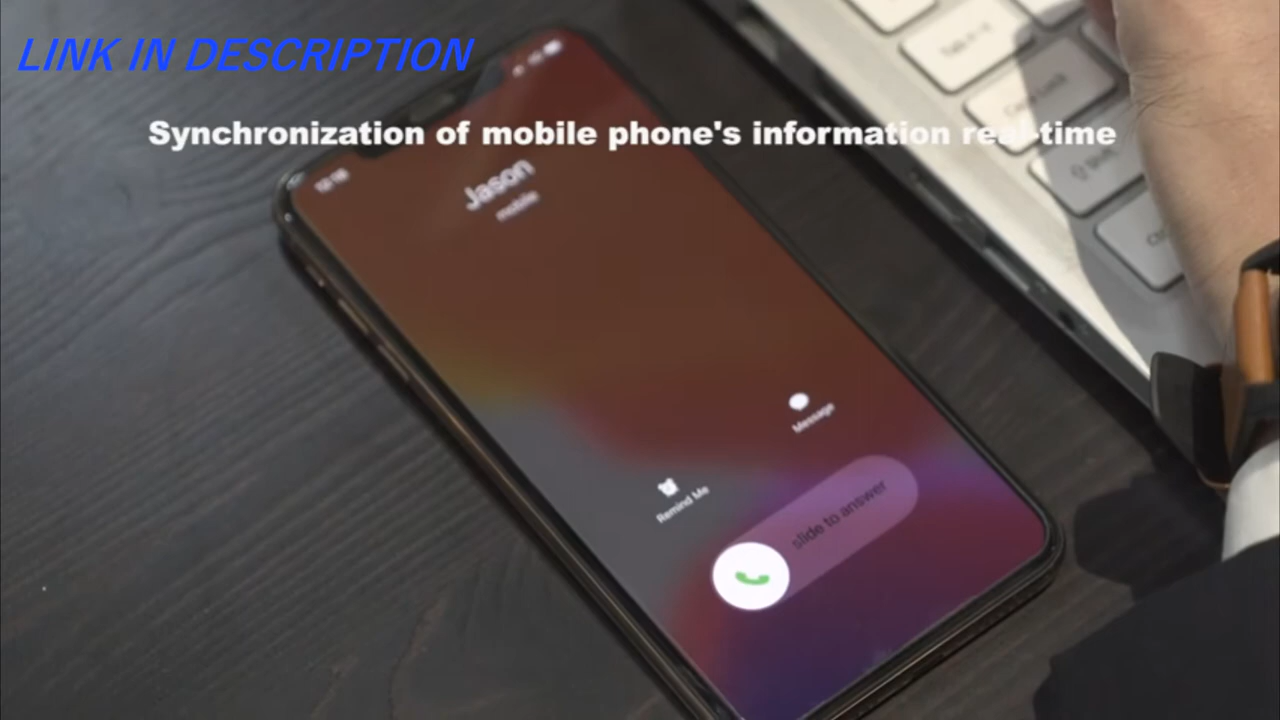 LINK IN DESCRIPTION
Synchronization of mobile phone's information real-time
Jason
mobile
Message
Remind Me
slide to answer